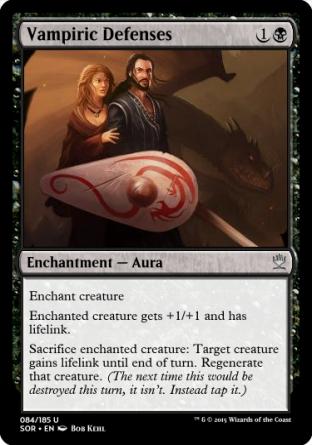 Vampiric Defenses 1
Enchantment — Aura
Enchant creature
Enchanted creature gets +1/+1 and has
lifelink.
Sacrifice enchanted creature: Target creature
gains lifelink until end of turn. Regenerate
that creature. (The next time this would be
destroyed this turn, it isn't. Instead tap it.)
084/185 U
SOR • EN Bob Kehl
™ & © 2015 Wizards of the Coast